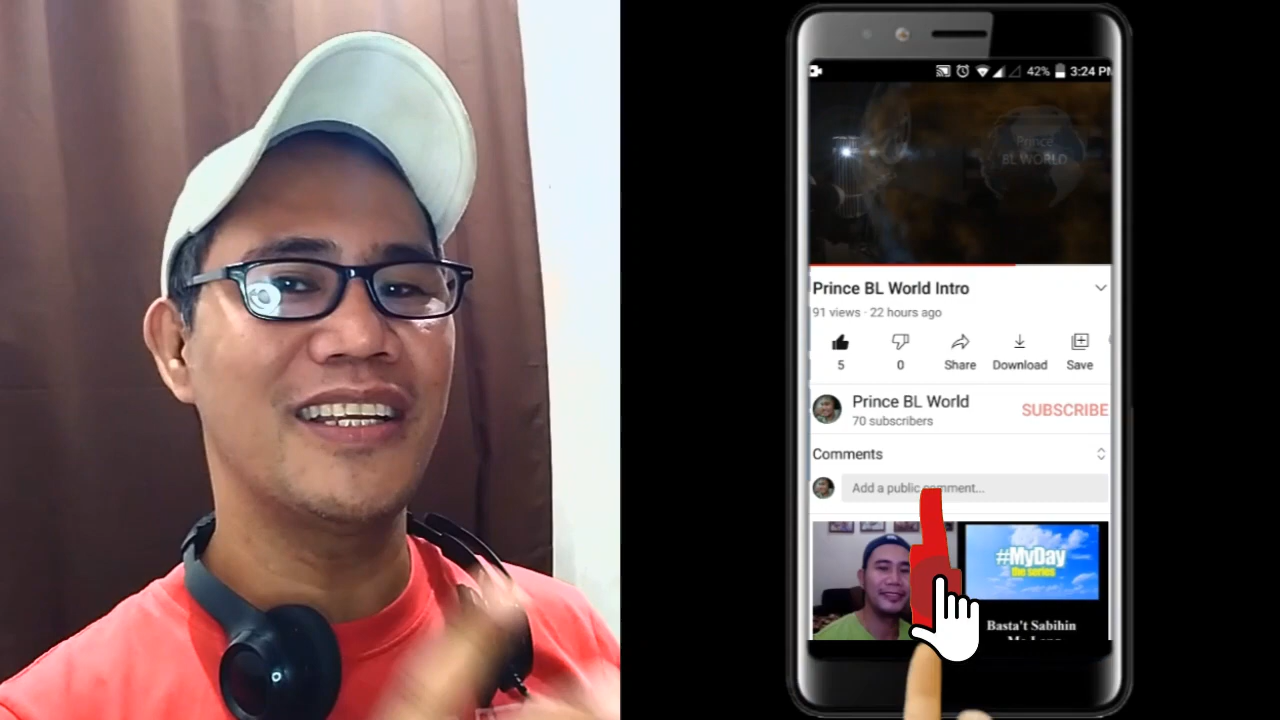 42% 3:24 PM
Prince
BL WORLD
Prince BL World Intro
91 views · 22 hours ago
5
0
Share
Download
Save
Prince BL World
70 subscribers
SUBSCRIBE
Comments
Add a public comment...
#MyDay
the series
Basta't Sabihin